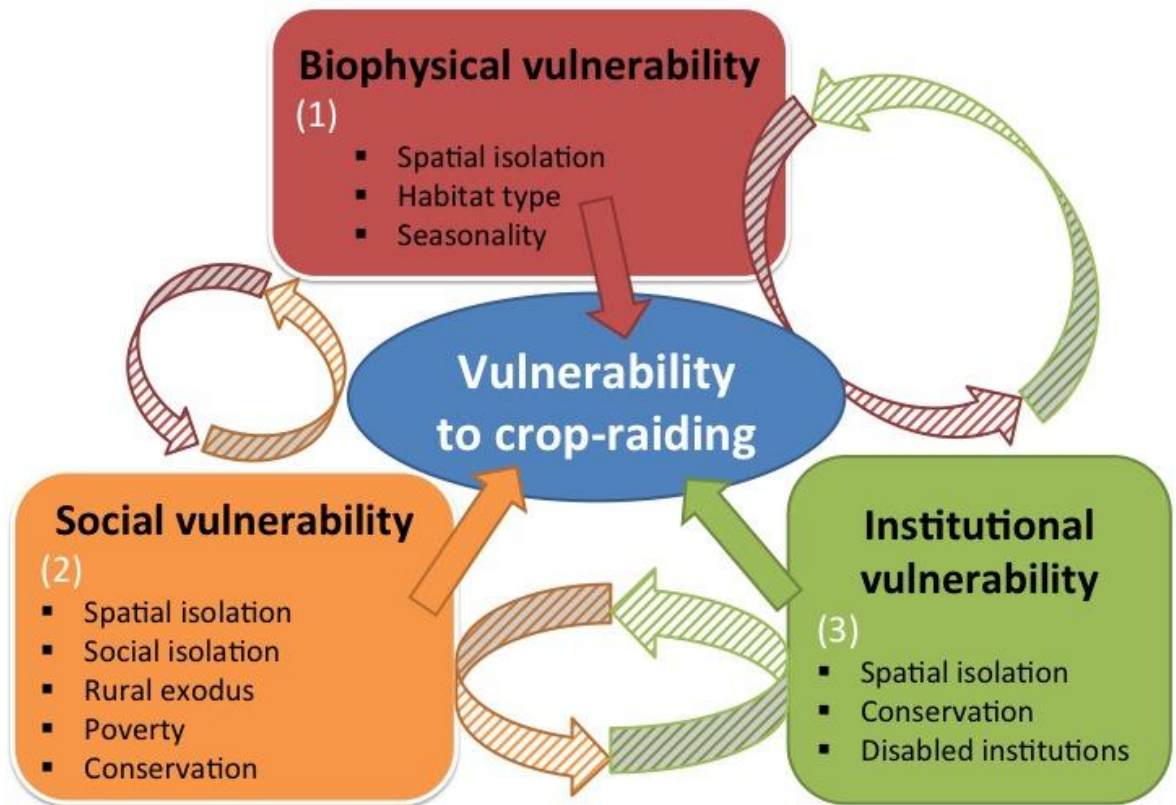 Biophysical vulnerability
(1)
▪ Spatial isolation
▪ Habitat type
▪ Seasonality
Vulnerability
to crop-raiding
Social vulnerability
(2)
▪ Spatial isolation
▪ Social isolation
▪ Rural exodus
▪ Poverty
▪ Conservation
Institutional
vulnerability
(3)
▪ Spatial isolation
▪ Conservation
▪ Disabled institutions